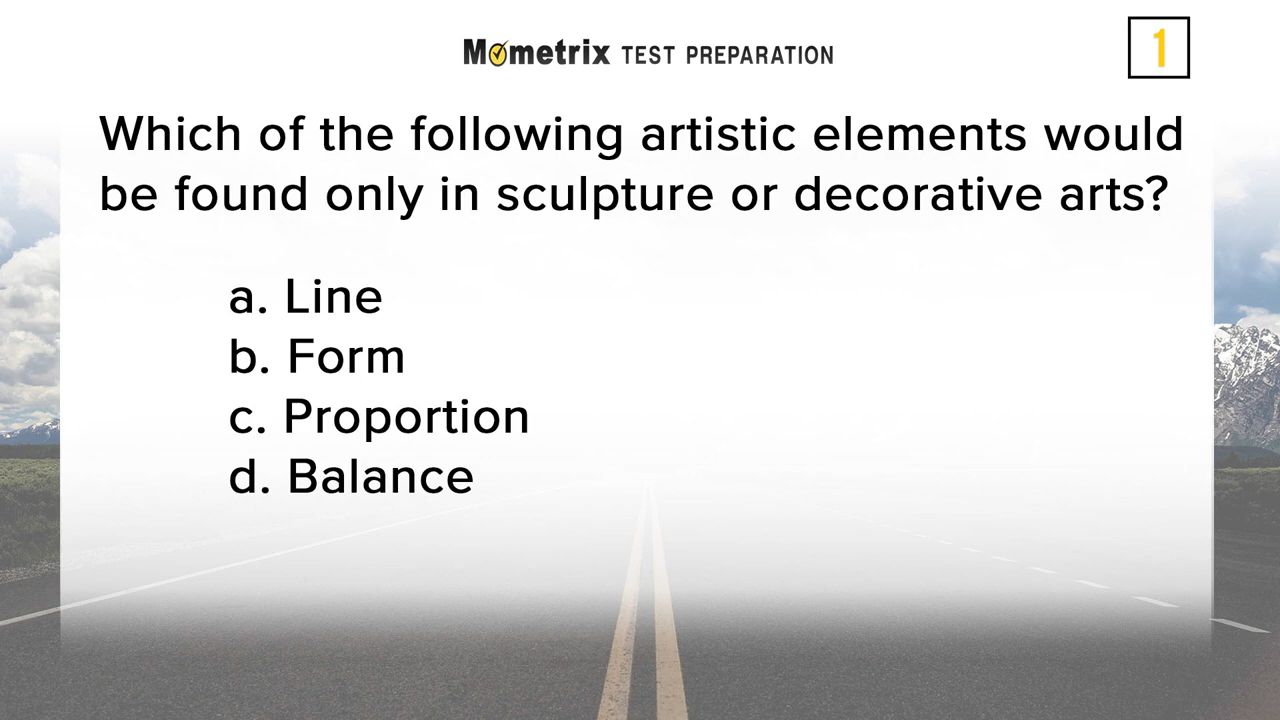 Mometrix TEST PREPARATION
1
Which of the following artistic elements would
be found only in sculpture or decorative arts?
a. Line
b. Form
c. Proportion
d. Balance